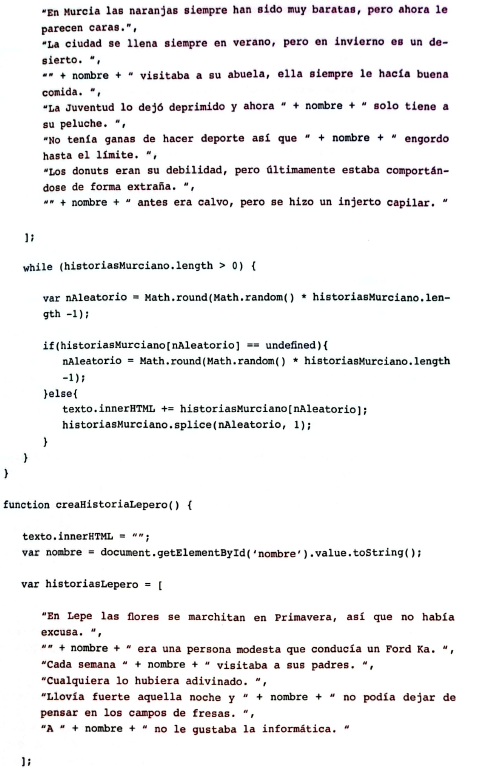 “En Murcia las naranjas siempre han sido muy baratas, pero ahora le
parecen caras.”,
“La ciudad se llena siempre en verano, pero en invierno es un de-
sierto. “,
“” + nombre + “ visitaba a su abuela, ella siempre le hacía buena
comida. “,
“La Juventud lo dejó deprimido y ahora “ + nombre + “ solo tiene a
su peluche. “,
“No tenía ganas de hacer deporte así que “ + nombre + “ engordo
hasta el límite. “,
“Los donuts eran su debilidad, pero últimamente estaba comportán-
dose de forma extraña. “,
“” + nombre + “ antes era calvo, pero se hizo un injerto capilar. “
];
while (historiasMurciano.length > 0) {
var nAleatorio = Math.round(Math.random() * historiasMurciano.len-
gth -1);
if(historiasMurciano[nAleatorio] == undefined){
nAleatorio = Math.round(Math.random() * historiasMurciano.length
-1);
}else{
texto.innerHTML += historiasMurciano[nAleatorio];
historiasMurciano.splice(nAleatorio, 1);
}
}
}
function creaHistoriaLepero() {
texto.innerHTML = “”;
var nombre = document.getElementById(‘nombre’).value.toString();
var historiasLepero = [
“En Lepe las flores se marchitan en Primavera, así que no había
excusa. “,
“” + nombre + “ era una persona modesta que conducía un Ford Ka. “,
“Cada semana “ + nombre + “ visitaba a sus padres. “,
“Cualquiera lo hubiera adivinado. “,
“Llovía fuerte aquella noche y “ + nombre + “ no podía dejar de
pensar en los campos de fresas. “,
“A “ + nombre + “ no le gustaba la informática. “
];